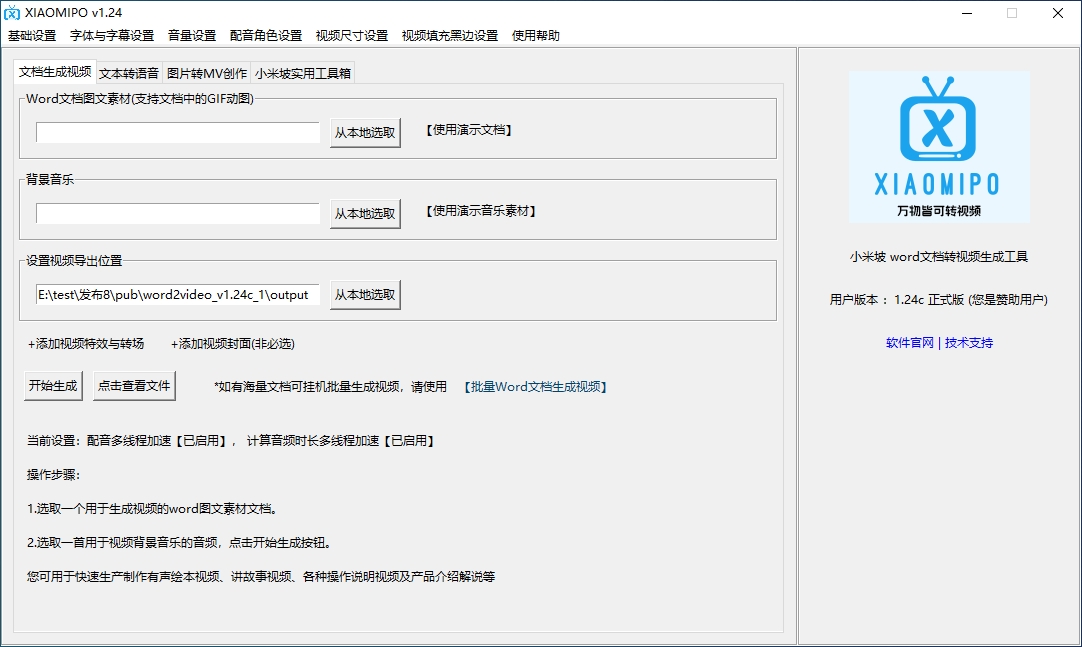 XIAOMIPO v1.24
基础设置 字体与字幕设置 音量设置 配音角色设置 视频尺寸设置 视频填充黑边设置 使用帮助
文档生成视频 文本转语音 图片转MV创作 小米坡实用工具箱
Word文档图文素材(支持文档中的GIF动图)
从本地选取 【使用演示文档】
背景音乐
从本地选取 【使用演示音乐素材】
设置视频导出位置
E:\test\发布8\pub\word2video_v1.24c_1\output 从本地选取
+添加视频特效与转场 +添加视频封面(非必选)
开始生成 点击查看文件 *如有海量文档可挂机批量生成视频，请使用 【批量Word文档生成视频】
当前设置：配音多线程加速【已启用】， 计算音频时长多线程加速【已启用】
操作步骤：
1.选取一个用于生成视频的word图文素材文档。
2.选取一首用于视频背景音乐的音频，点击开始生成按钮。
您可用于快速生产制作有声绘本视频、讲故事视频、各种操作说明视频及产品介绍解说等
XIAOMIPO
万物皆可转视频
小米坡 word文档转视频生成工具
用户版本 ：1.24c 正式版 (您是赞助用户)
软件官网 | 技术支持